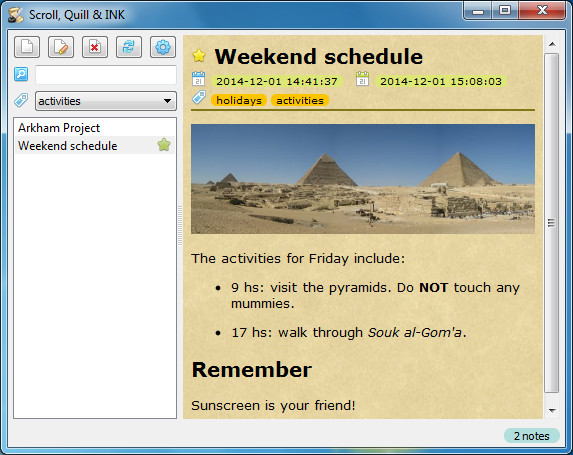 Scroll, Quill & INK
activities
Arkham Project
Weekend schedule
Weekend schedule
2014-12-01 14:41:37 2014-12-01 15:08:03
holidays activities
The activities for Friday include:
• 9 hs: visit the pyramids. Do NOT touch any
mummies.
• 17 hs: walk through Souk al-Gom'a.
Remember
Sunscreen is your friend!
2 notes